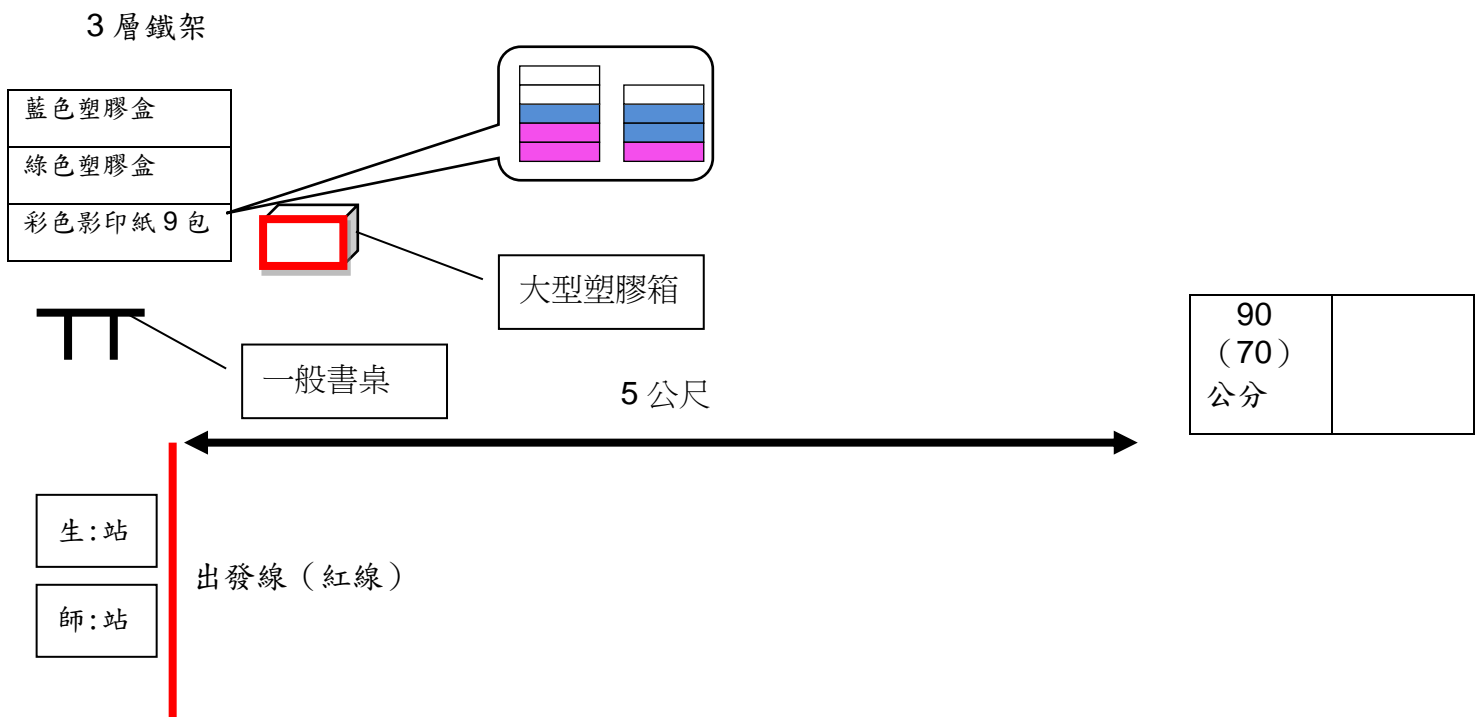 3 層鐵架
藍色塑膠盒
綠色塑膠盒
彩色影印紙 9 包
大型塑膠箱
一般書桌
5 公尺
90
（70）
公分
生:站
師:站
出發線（紅線）